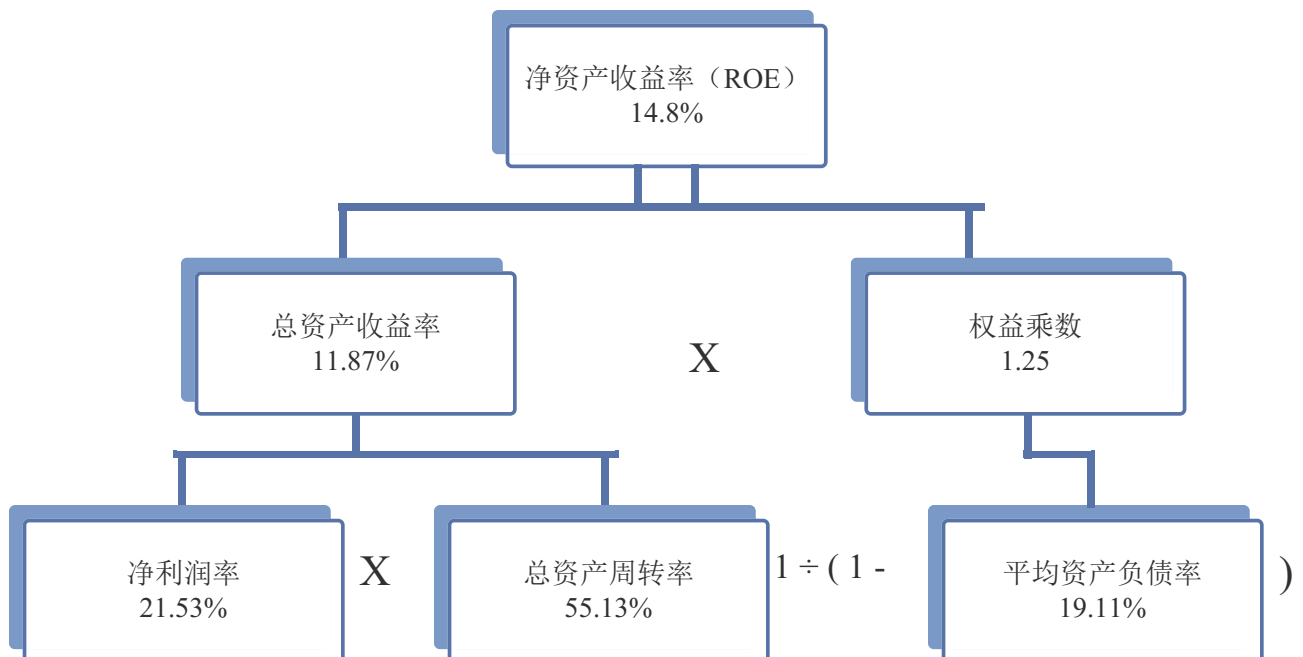 净资产收益率（ROE）
14.8%
总资产收益率
11.87%
X
权益乘数
1.25
净利润率
21.53%
X
总资产周转率
55.13%
1 ÷ ( 1 -
平均资产负债率
19.11%
)